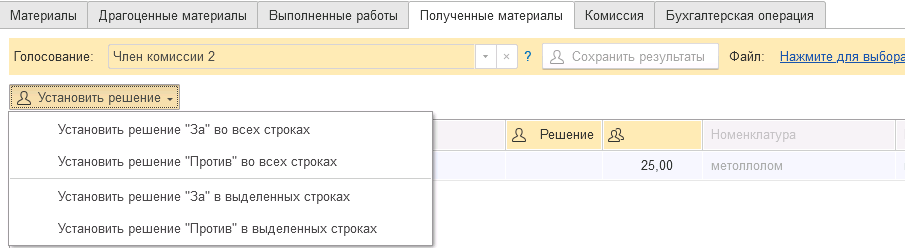 Материалы Драгоценные материалы Выполненные работы Полученные материалы Комиссия Бухгалтерская операция
Голосование: Член комиссии 2 ? Сохранить результаты Файл: Нажмите для выбора
Установить решение
Установить решение "За" во всех строках
Установить решение "Против" во всех строках
Установить решение "За" в выделенных строках
Установить решение "Против" в выделенных строках
Решение Номенклатура
25,00 метоллолом